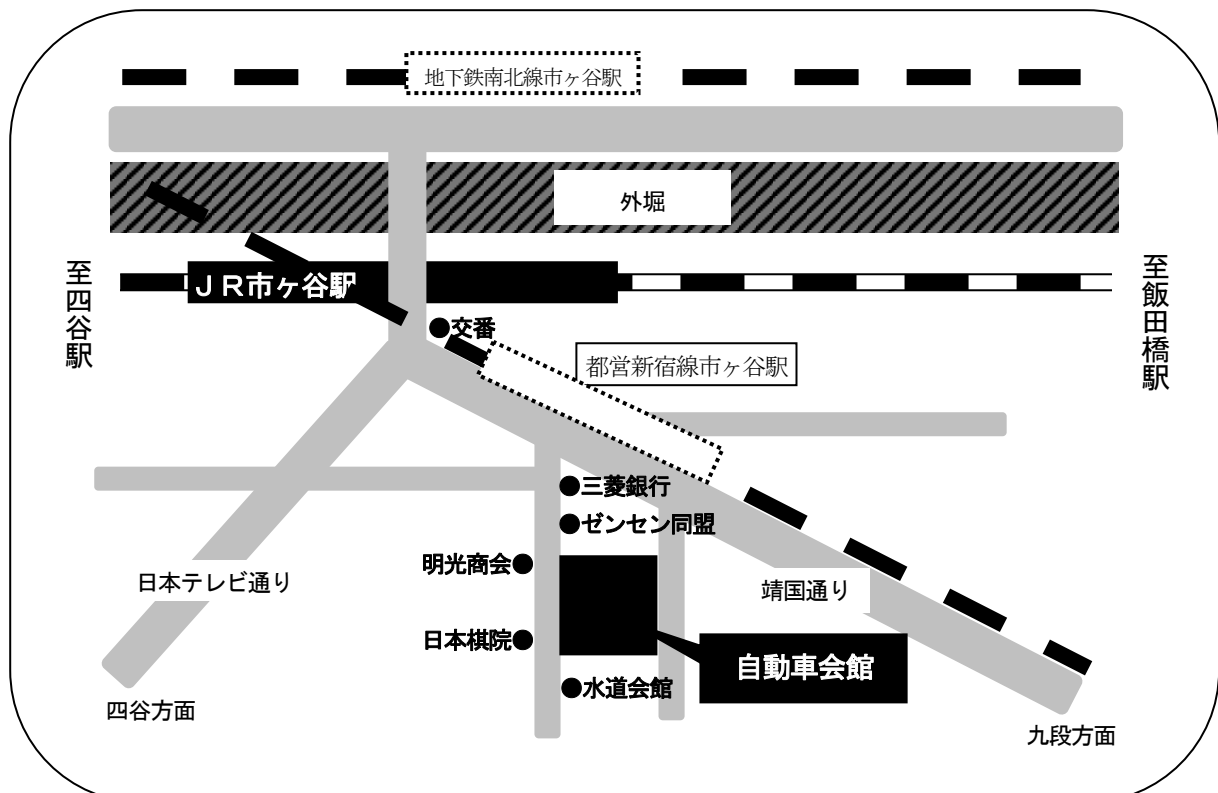 地下鉄南北線市ヶ谷駅
外堀
至四谷駅
JR市ヶ谷駅
至飯田橋駅
●交番
都営新宿線市ヶ谷駅
●三菱銀行
●ゼンセン同盟
明光商会●
日本テレビ通り
靖国通り
日本棋院●
自動車会館
●水道会館
四谷方面
九段方面